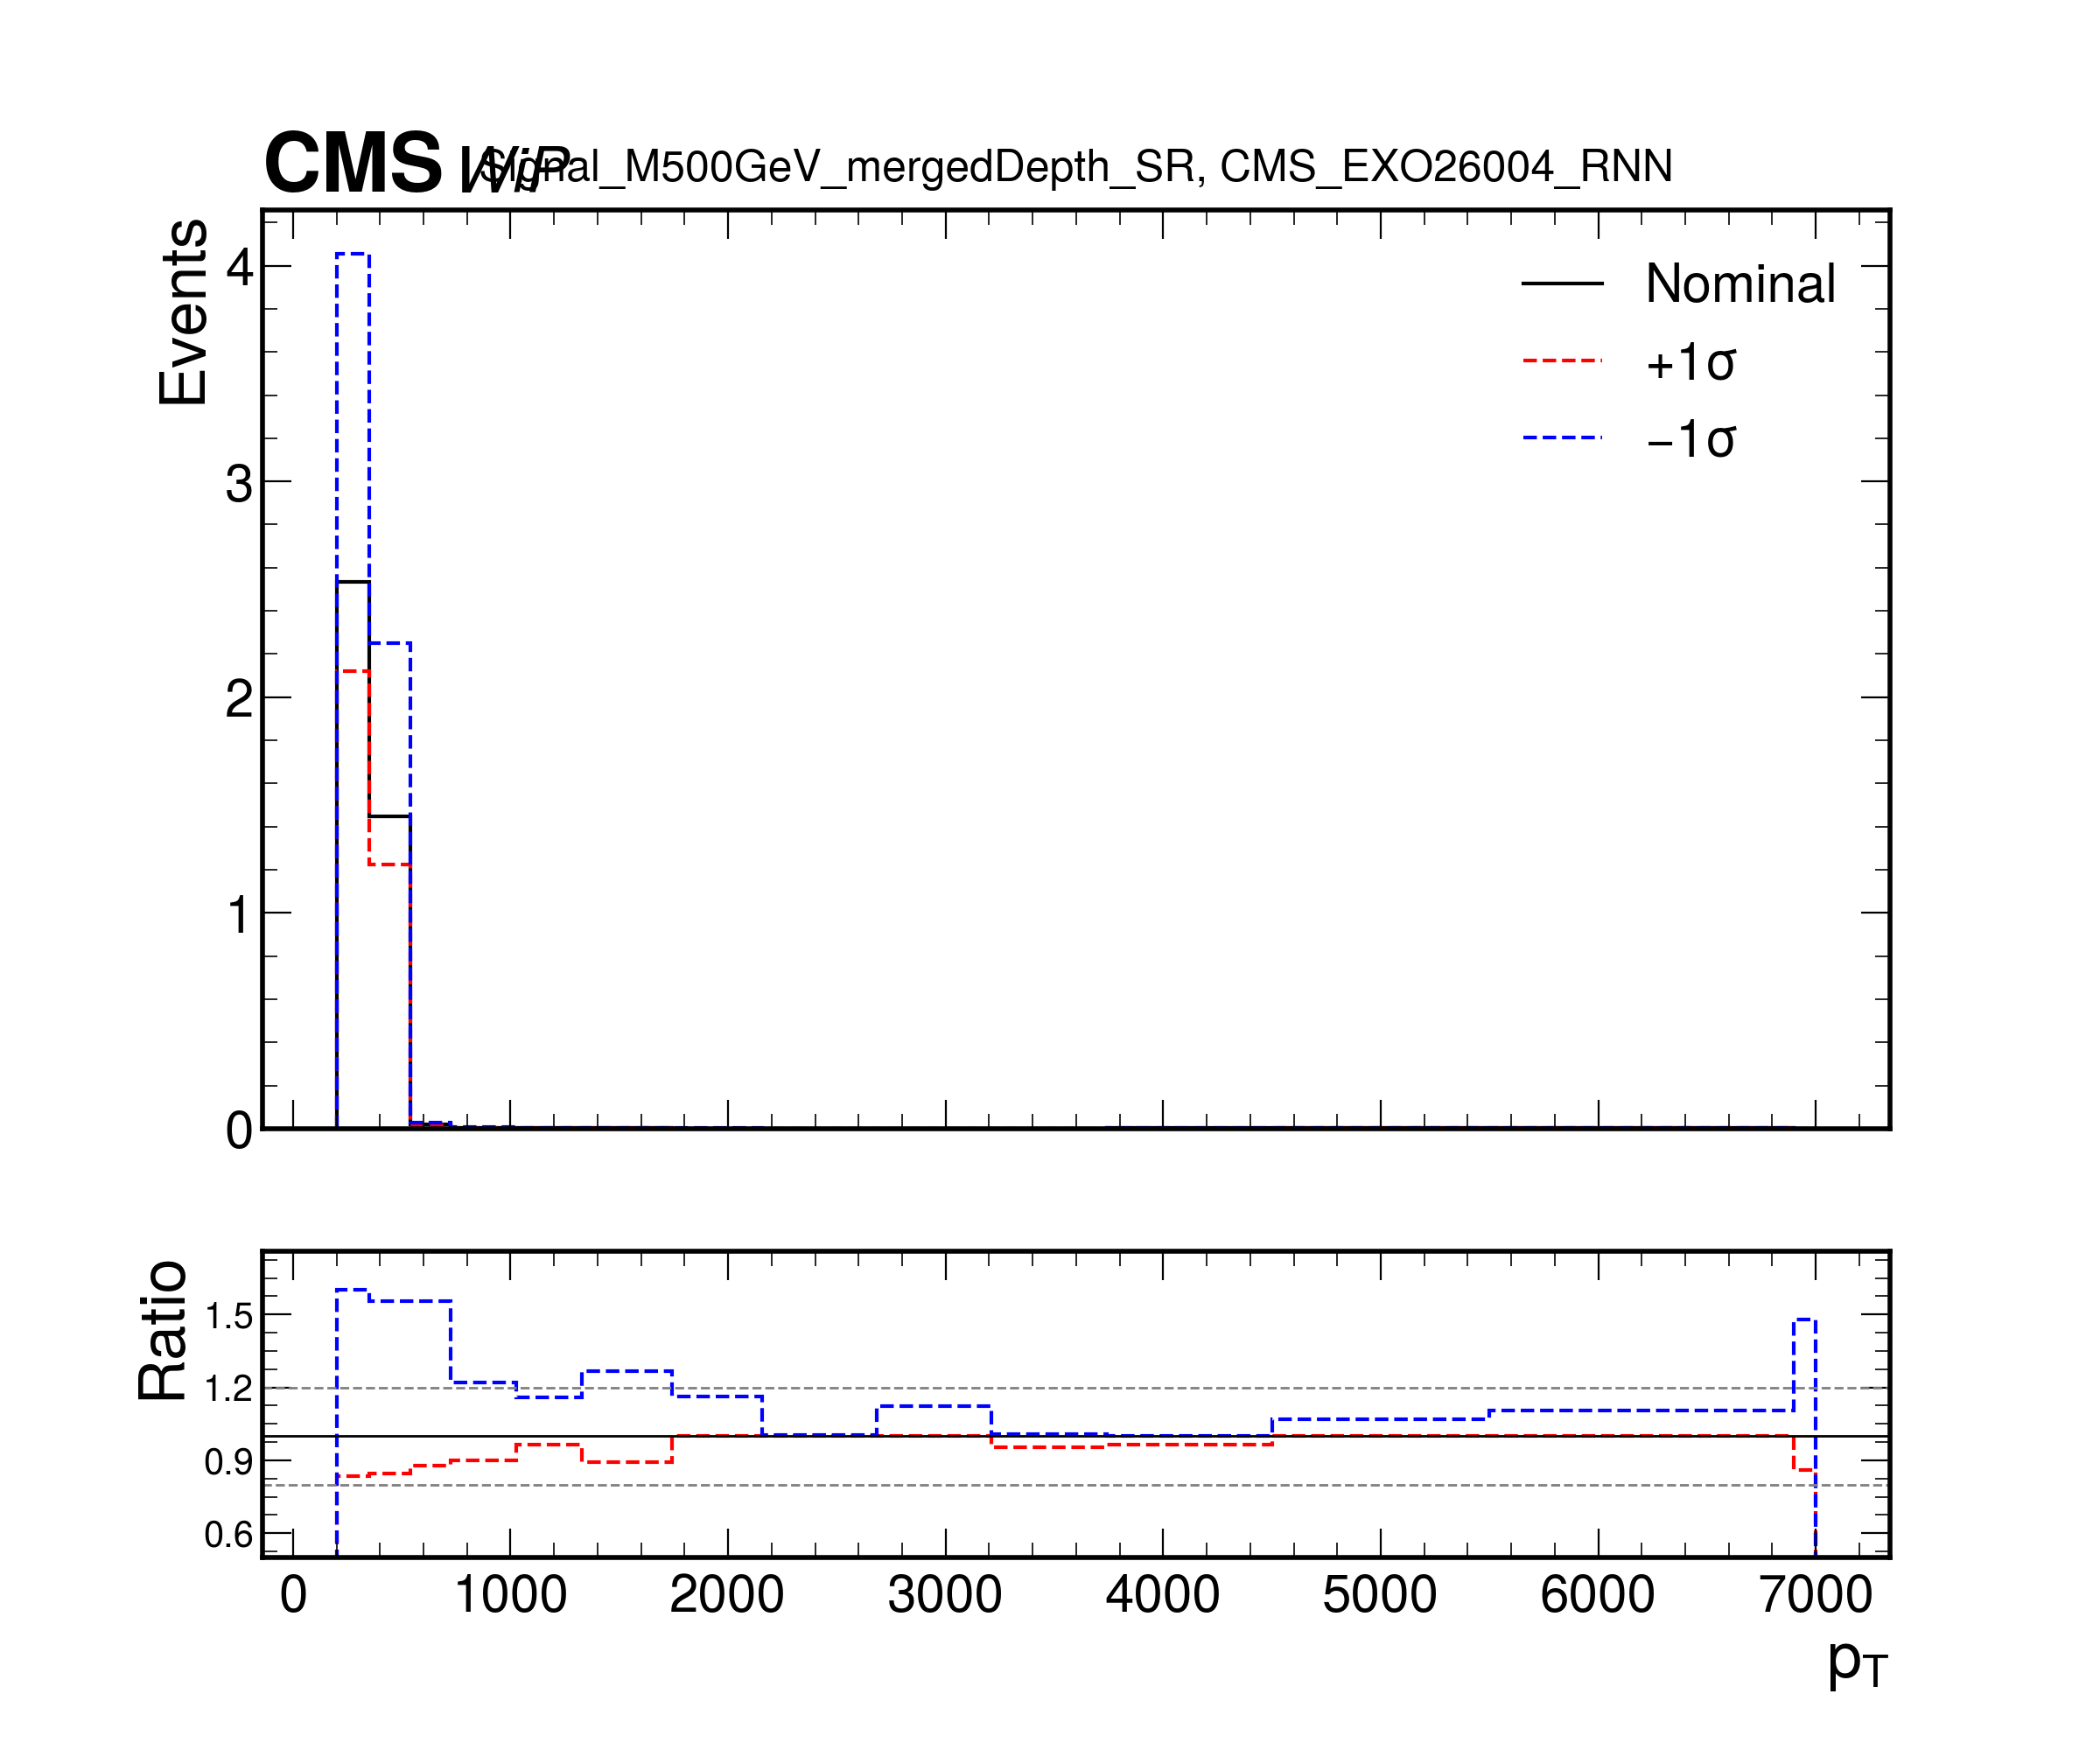 CMS WiP Signal_M500GeV_mergedDepth_SR, CMS_EXO26004_RNN
Events
4
3
2
1
0
Nominal
+1σ
−1σ
Ratio
1.5
1.2
0.9
0.6
0 1000 2000 3000 4000 5000 6000 7000
pT